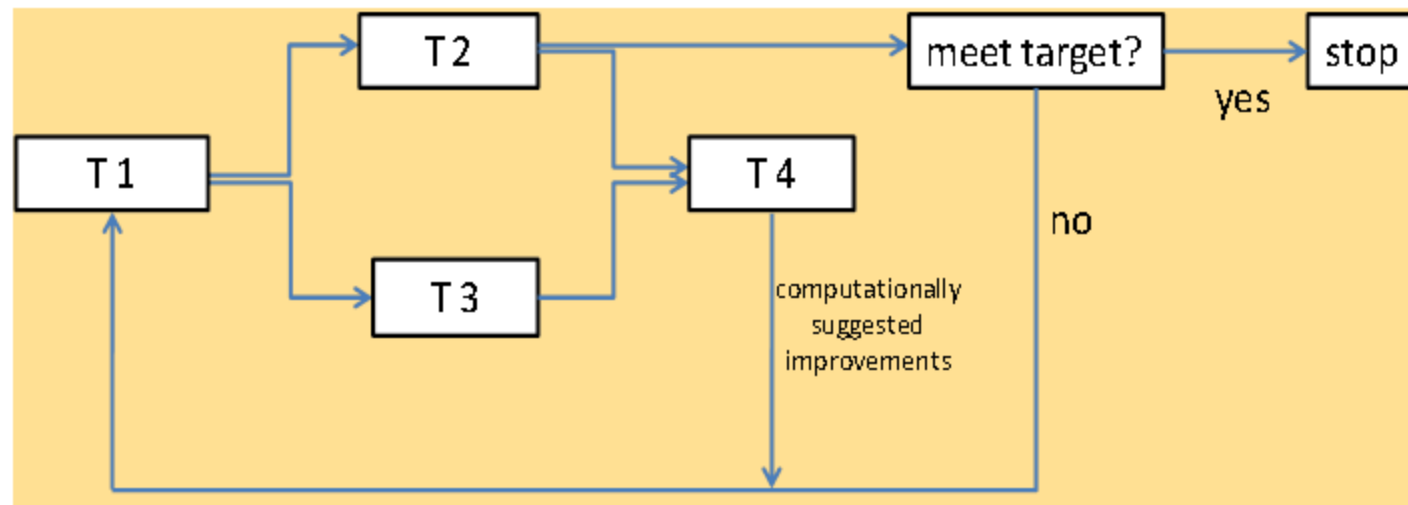 T 2
meet target?
stop
yes
T 1
T 4
no
T 3
computationally
suggested
improvements